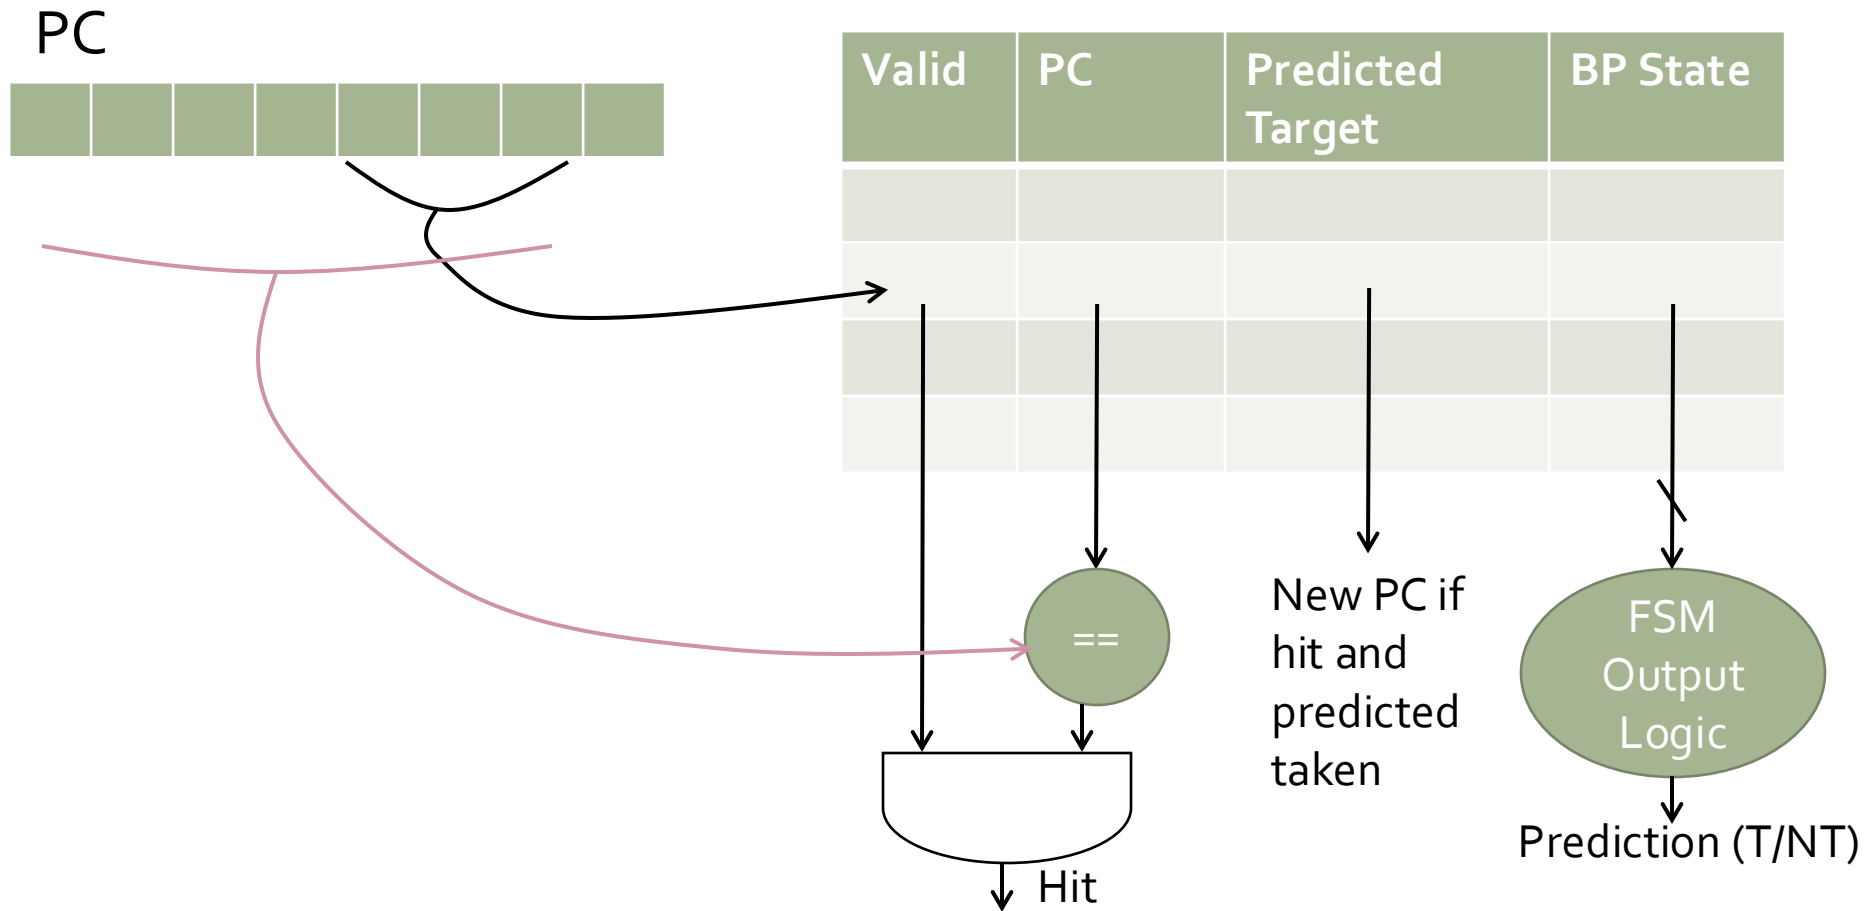 PC
Valid
PC
Predicted
Target
BP State
==
New PC if
hit and
predicted
taken
FSM
Output
Logic
Prediction (T/NT)
Hit